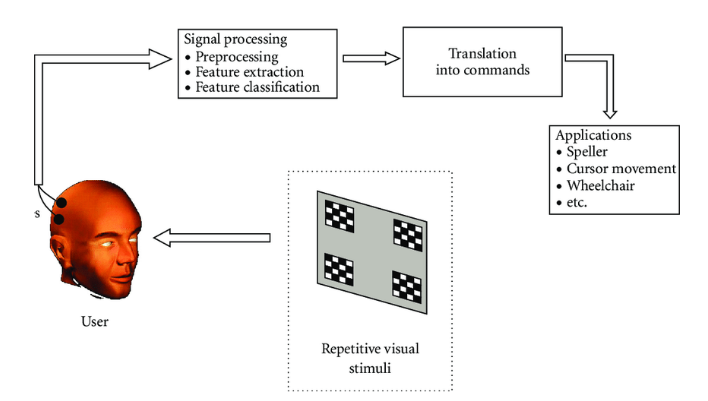 Signal processing
• Preprocessing
• Feature extraction
• Feature classification
Translation
into commands
Applications
• Speller
• Cursor movement
• Wheelchair
• etc.
s
User
Repetitive visual
stimuli